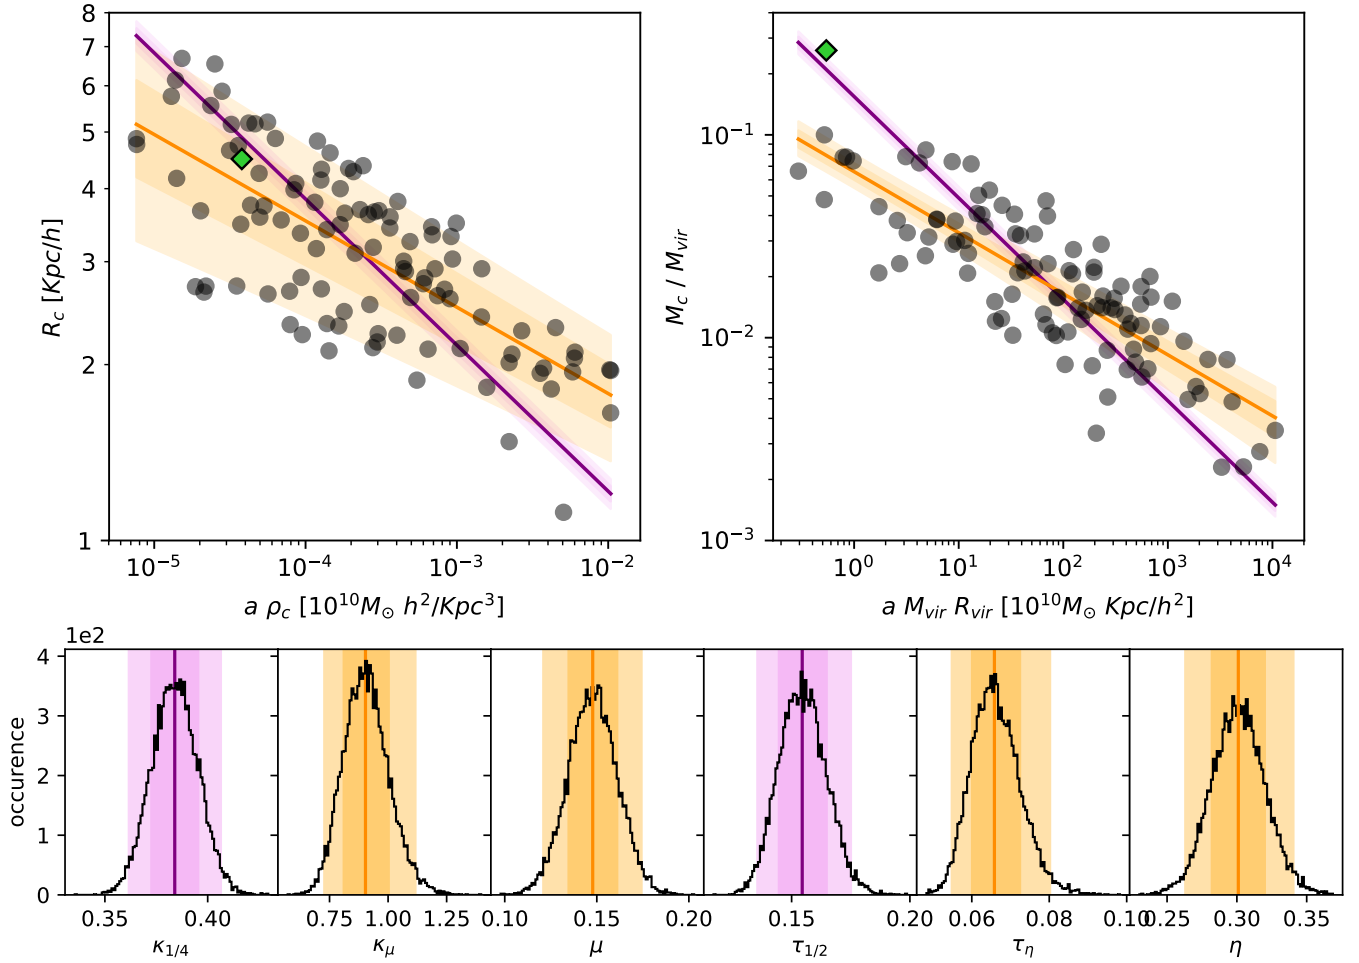 8
7
6
5
4
3
2
1
R_c [Kpc/h]
10^-5 10^-4 10^-3 10^-2
a ρ_c [10^10 M_⊙ h^2/Kpc^3]
10^-1
10^-2
10^-3
M_c / M_vir
10^0 10^1 10^2 10^3 10^4
a M_vir R_vir [10^10 M_⊙ Kpc/h^2]
1e2
4
3
2
1
0
occurence
0.35 0.40 0.75 1.00 1.25 0.10 0.15 0.20 0.15 0.20 0.06 0.08 0.10 0.25 0.30 0.35
κ_1/4 κ_μ μ τ_1/2 τ_η η